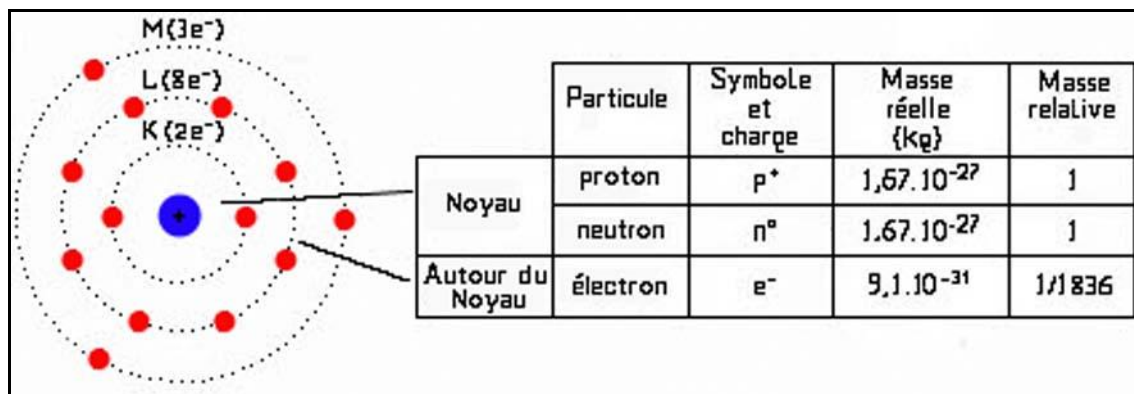 M(3e⁻)
L(8e⁻)
K(2e⁻)
+
Particule
Symbole
et
charge
Masse
réelle
(Kg)
Masse
relative
Noyau
proton
p⁺
1,67.10⁻²⁷
1
neutron
n°
1.67.10⁻²⁷
1
Autour du
Noyau
électron
e⁻
9,1.10⁻³¹
1/1836